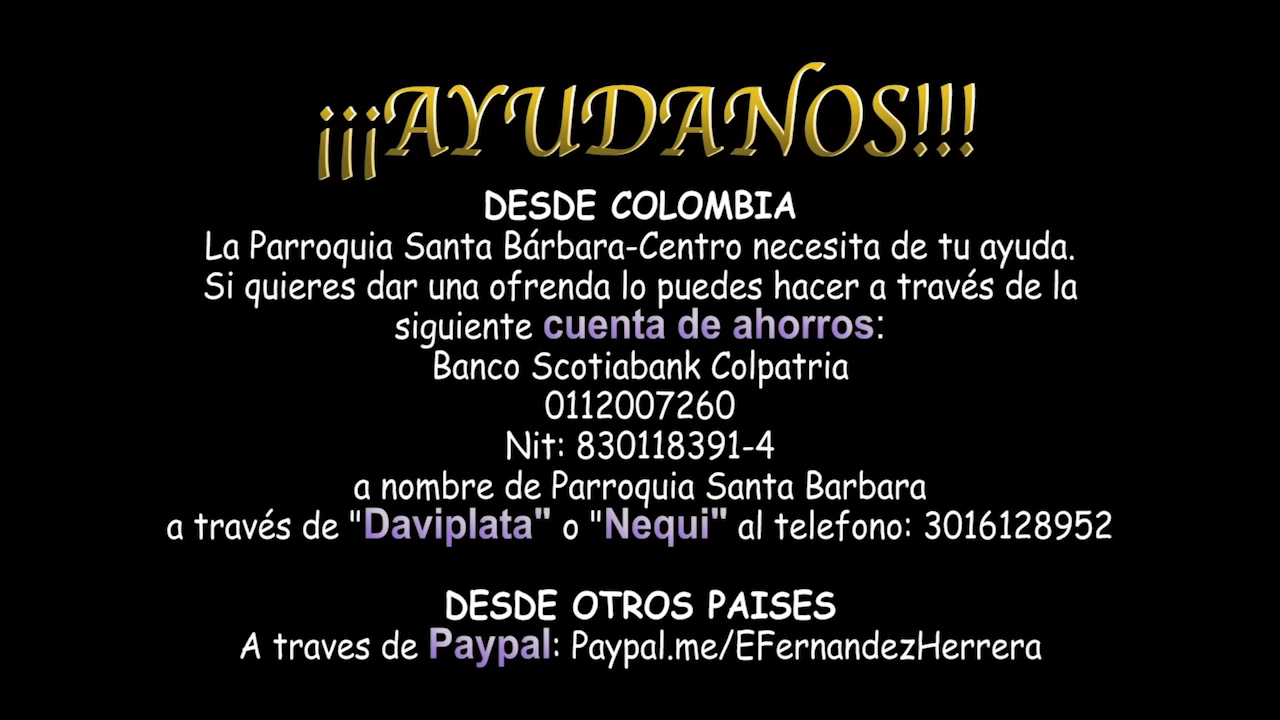 ¡¡¡AYUDANOS!!!
DESDE COLOMBIA
La Parroquia Santa Bárbara-Centro necesita de tu ayuda.
Si quieres dar una ofrenda lo puedes hacer a través de la
siguiente cuenta de ahorros:
Banco Scotiabank Colpatria
0112007260
Nit: 830118391-4
a nombre de Parroquia Santa Barbara
a través de "Daviplata" o "Nequi" al telefono: 3016128952
DESDE OTROS PAISES
A traves de Paypal: Paypal.me/EFernandezHerrera